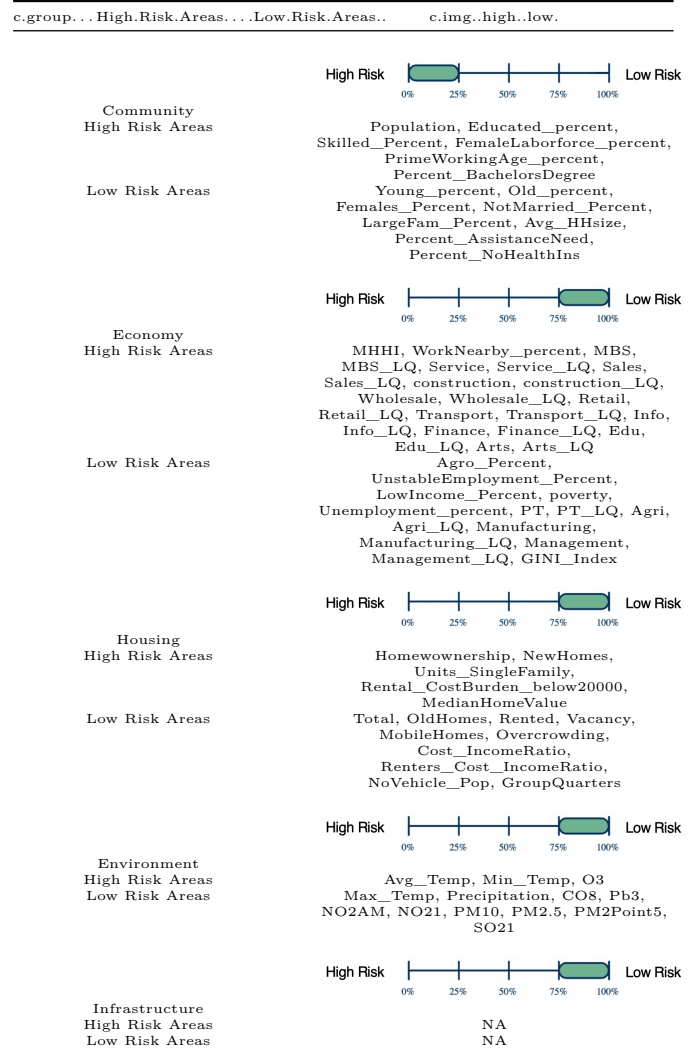 c.group...High.Risk.Areas....Low.Risk.Areas.. c.img..high..low.
High Risk Low Risk
0% 25% 50% 75% 100%
Community
High Risk Areas Population, Educated_percent,
Skilled_Percent, FemaleLaborforce_percent,
PrimeWorkingAge_percent,
Percent_BachelorsDegree
Low Risk Areas Young_percent, Old_percent,
Females_Percent, NotMarried_Percent,
LargeFam_Percent, Avg_HHsize,
Percent_AssistanceNeed,
Percent_NoHealthIns
High Risk Low Risk
0% 25% 50% 75% 100%
Economy
High Risk Areas MHHI, WorkNearby_percent, MBS,
MBS_LQ, Service, Service_LQ, Sales,
Sales_LQ, construction, construction_LQ,
Wholesale, Wholesale_LQ, Retail,
Retail_LQ, Transport, Transport_LQ, Info,
Info_LQ, Finance, Finance_LQ, Edu,
Edu_LQ, Arts, Arts_LQ
Low Risk Areas Agro_Percent,
UnstableEmployment_Percent,
LowIncome_Percent, poverty,
Unemployment_percent, PT, PT_LQ, Agri,
Agri_LQ, Manufacturing,
Manufacturing_LQ, Management,
Management_LQ, GINI_Index
High Risk Low Risk
0% 25% 50% 75% 100%
Housing
High Risk Areas Homewownership, NewHomes,
Units_SingleFamily,
Rental_CostBurden_below20000,
MedianHomeValue
Low Risk Areas Total, OldHomes, Rented, Vacancy,
MobileHomes, Overcrowding,
Cost_IncomeRatio,
Renters_Cost_IncomeRatio,
NoVehicle_Pop, GroupQuarters
High Risk Low Risk
0% 25% 50% 75% 100%
Environment
High Risk Areas Avg_Temp, Min_Temp, O3
Low Risk Areas Max_Temp, Precipitation, CO8, Pb3,
NO2AM, NO21, PM10, PM2.5, PM2Point5,
SO21
High Risk Low Risk
0% 25% 50% 75% 100%
Infrastructure
High Risk Areas NA
Low Risk Areas NA